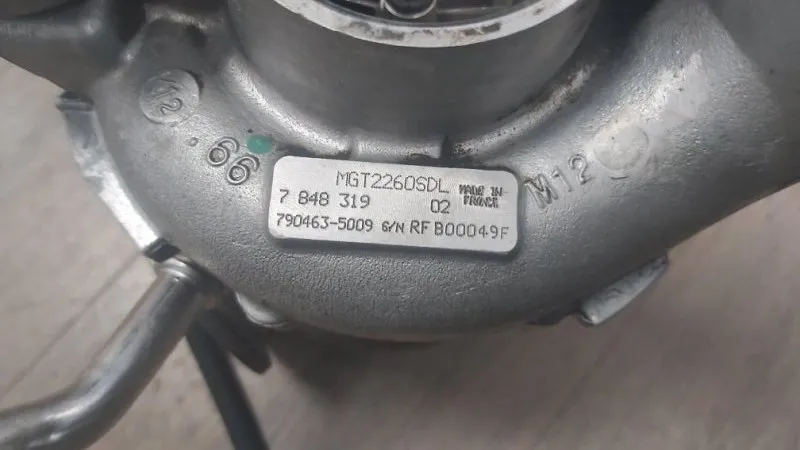 .66
MGT2260SDL MADE IN FRANCE
7 848 319 02
790463-5009 S/N RF B00049F
M12